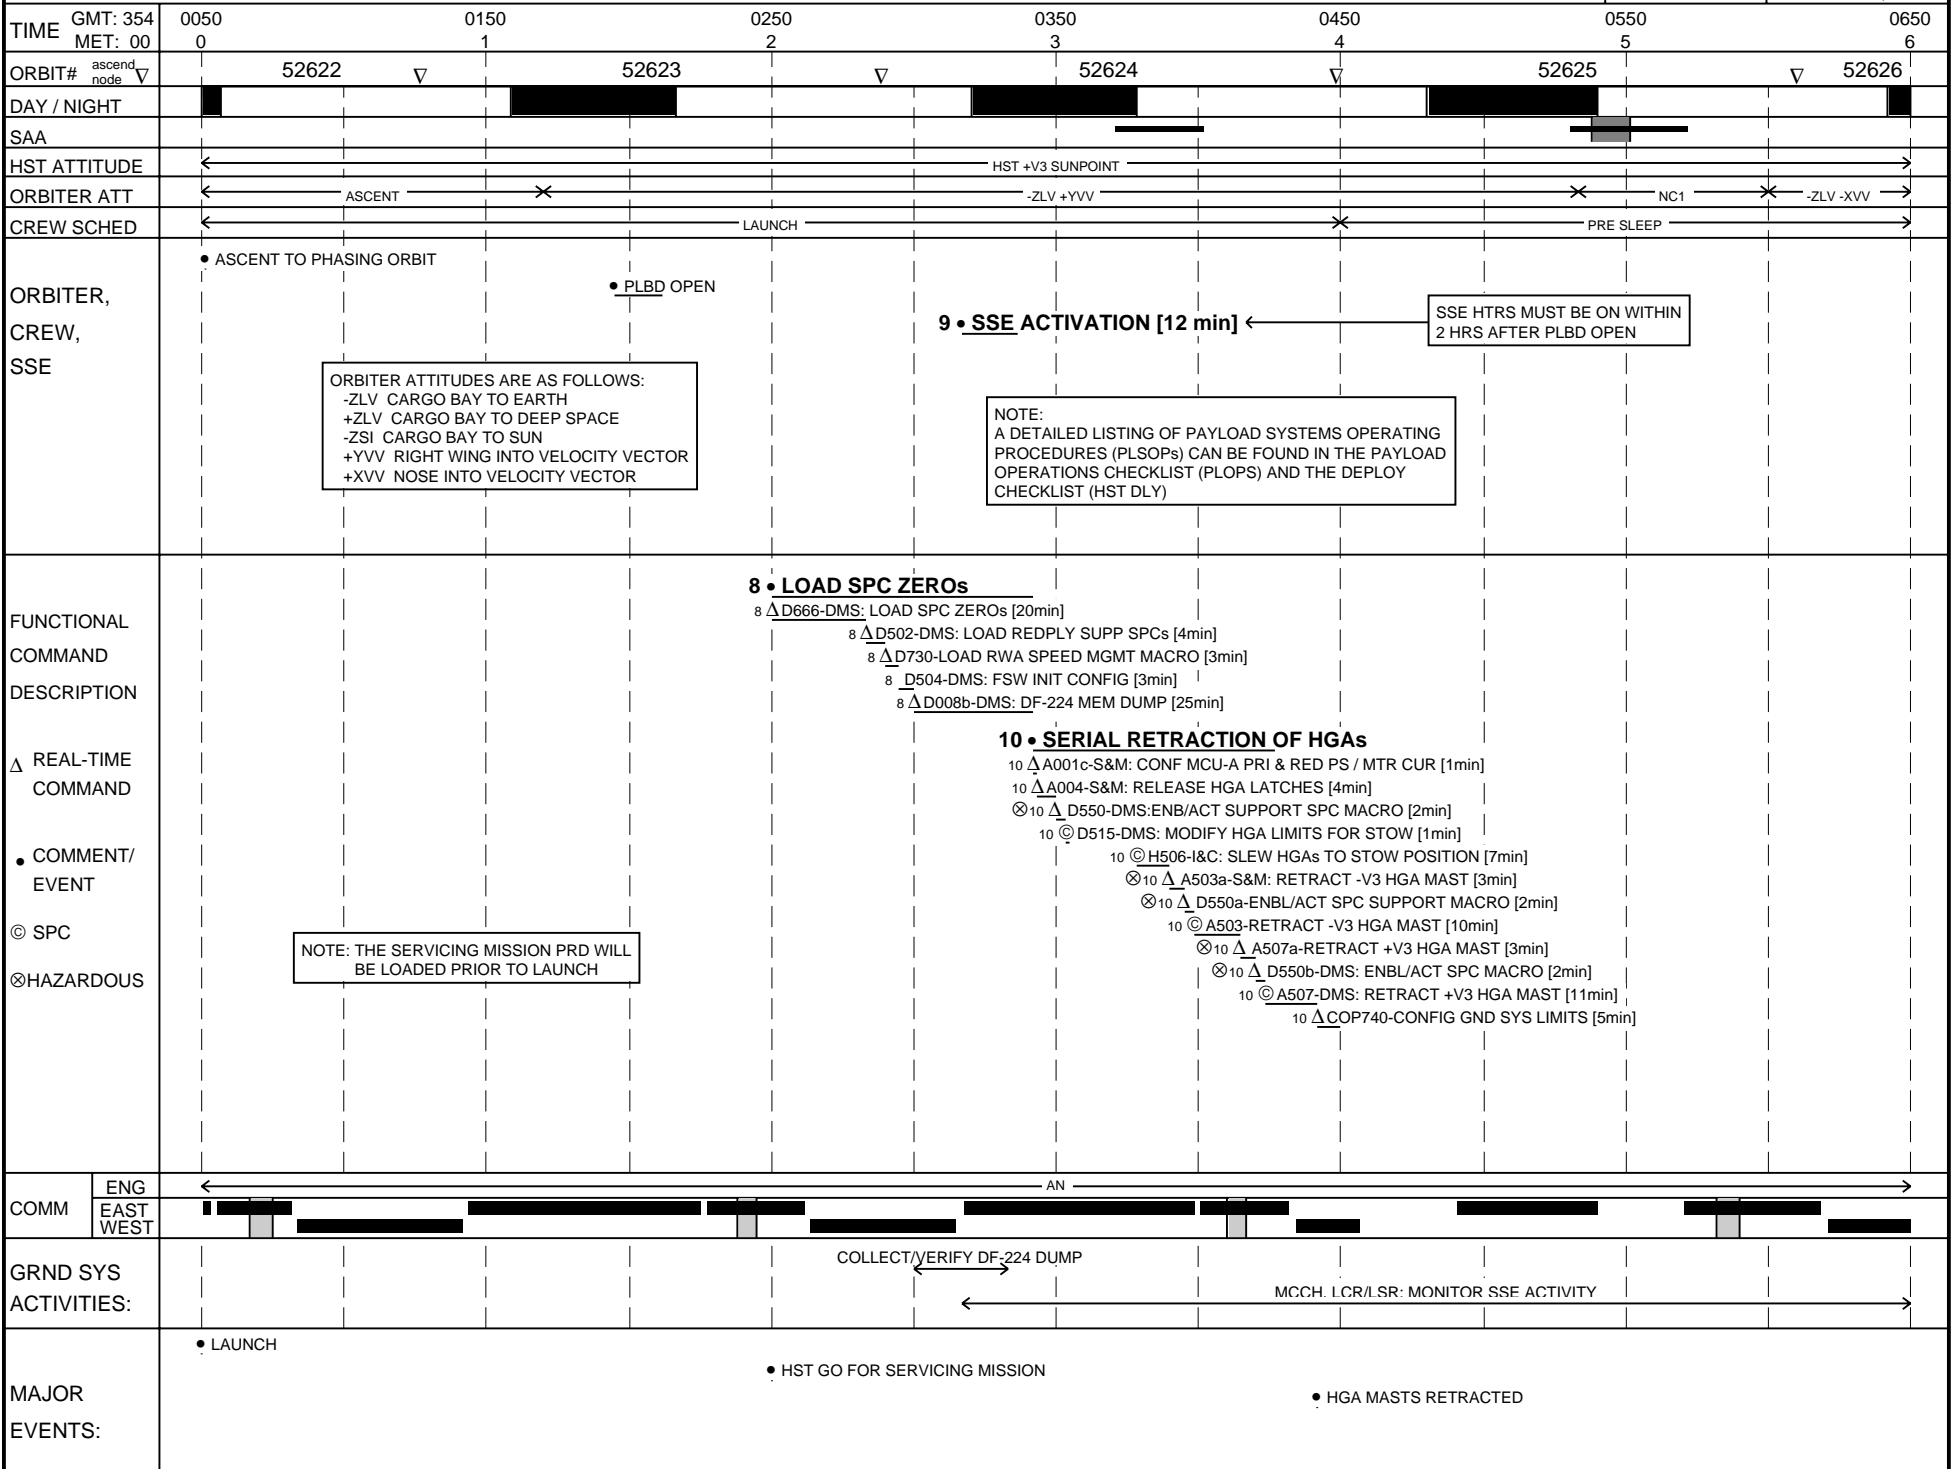 TIME GMT: 354 0050 0150 0250 0350 0450 0550 0650
MET: 00 0 1 2 3 4 5 6
ORBIT# ascend node ∇ 52622 ∇ 52623 ∇ 52624 ∇ 52625 ∇ 52626
DAY / NIGHT
SAA
HST ATTITUDE HST +V3 SUNPOINT
ORBITER ATT ASCENT -ZLV +YVV NC1 -ZLV -XVV
CREW SCHED LAUNCH PRE SLEEP
ORBITER,
CREW,
SSE
• ASCENT TO PHASING ORBIT
• PLBD OPEN
9 • SSE ACTIVATION [12 min]
SSE HTRS MUST BE ON WITHIN
2 HRS AFTER PLBD OPEN
ORBITER ATTITUDES ARE AS FOLLOWS:
-ZLV CARGO BAY TO EARTH
+ZLV CARGO BAY TO DEEP SPACE
-ZSI CARGO BAY TO SUN
+YVV RIGHT WING INTO VELOCITY VECTOR
+XVV NOSE INTO VELOCITY VECTOR
NOTE:
A DETAILED LISTING OF PAYLOAD SYSTEMS OPERATING
PROCEDURES (PLSOPs) CAN BE FOUND IN THE PAYLOAD
OPERATIONS CHECKLIST (PLOPS) AND THE DEPLOY
CHECKLIST (HST DLY)
FUNCTIONAL
COMMAND
DESCRIPTION
Δ REAL-TIME
COMMAND
• COMMENT/
EVENT
© SPC
⊗HAZARDOUS
8 • LOAD SPC ZEROs
8 Δ D666-DMS: LOAD SPC ZEROs [20min]
8 Δ D502-DMS: LOAD REDPLY SUPP SPCs [4min]
8 Δ D730-LOAD RWA SPEED MGMT MACRO [3min]
8 D504-DMS: FSW INIT CONFIG [3min]
8 Δ D008b-DMS: DF-224 MEM DUMP [25min]
10 • SERIAL RETRACTION OF HGAs
10 Δ A001c-S&M: CONF MCU-A PRI & RED PS / MTR CUR [1min]
10 Δ A004-S&M: RELEASE HGA LATCHES [4min]
⊗10 Δ D550-DMS:ENB/ACT SUPPORT SPC MACRO [2min]
10 © D515-DMS: MODIFY HGA LIMITS FOR STOW [1min]
10 © H506-I&C: SLEW HGAs TO STOW POSITION [7min]
⊗10 Δ A503a-S&M: RETRACT -V3 HGA MAST [3min]
⊗10 Δ D550a-ENBL/ACT SPC SUPPORT MACRO [2min]
10 © A503-RETRACT -V3 HGA MAST [10min]
⊗10 Δ A507a-RETRACT +V3 HGA MAST [3min]
⊗10 Δ D550b-DMS: ENBL/ACT SPC MACRO [2min]
10 © A507-DMS: RETRACT +V3 HGA MAST [11min]
10 Δ COP740-CONFIG GND SYS LIMITS [5min]
NOTE: THE SERVICING MISSION PRD WILL
BE LOADED PRIOR TO LAUNCH
COMM ENG AN
EAST
WEST
GRND SYS
ACTIVITIES:
COLLECT/VERIFY DF-224 DUMP
MCCH, LCR/LSR: MONITOR SSE ACTIVITY
MAJOR
EVENTS:
• LAUNCH
• HST GO FOR SERVICING MISSION
• HGA MASTS RETRACTED